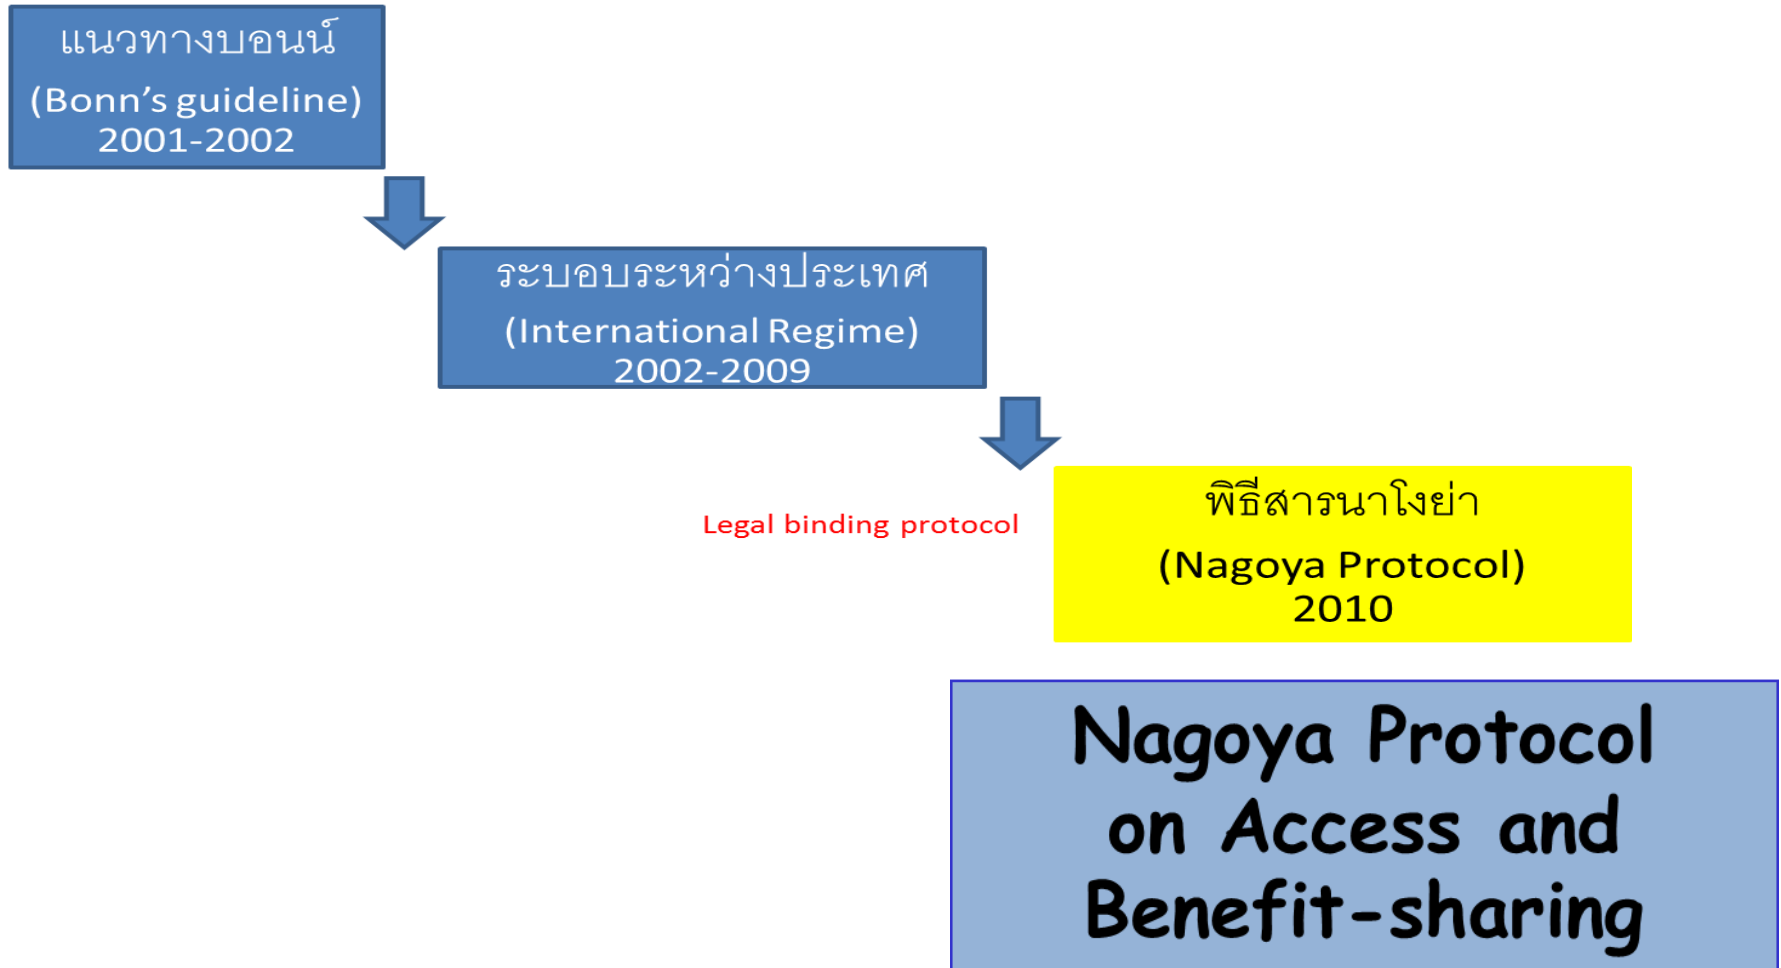 แนวทางบอนน์
(Bonn's guideline)
2001-2002
ระบอบระหว่างประเทศ
(International Regime)
2002-2009
Legal binding protocol
พิธีสารนาโงย่า
(Nagoya Protocol)
2010
Nagoya Protocol
on Access and
Benefit-sharing